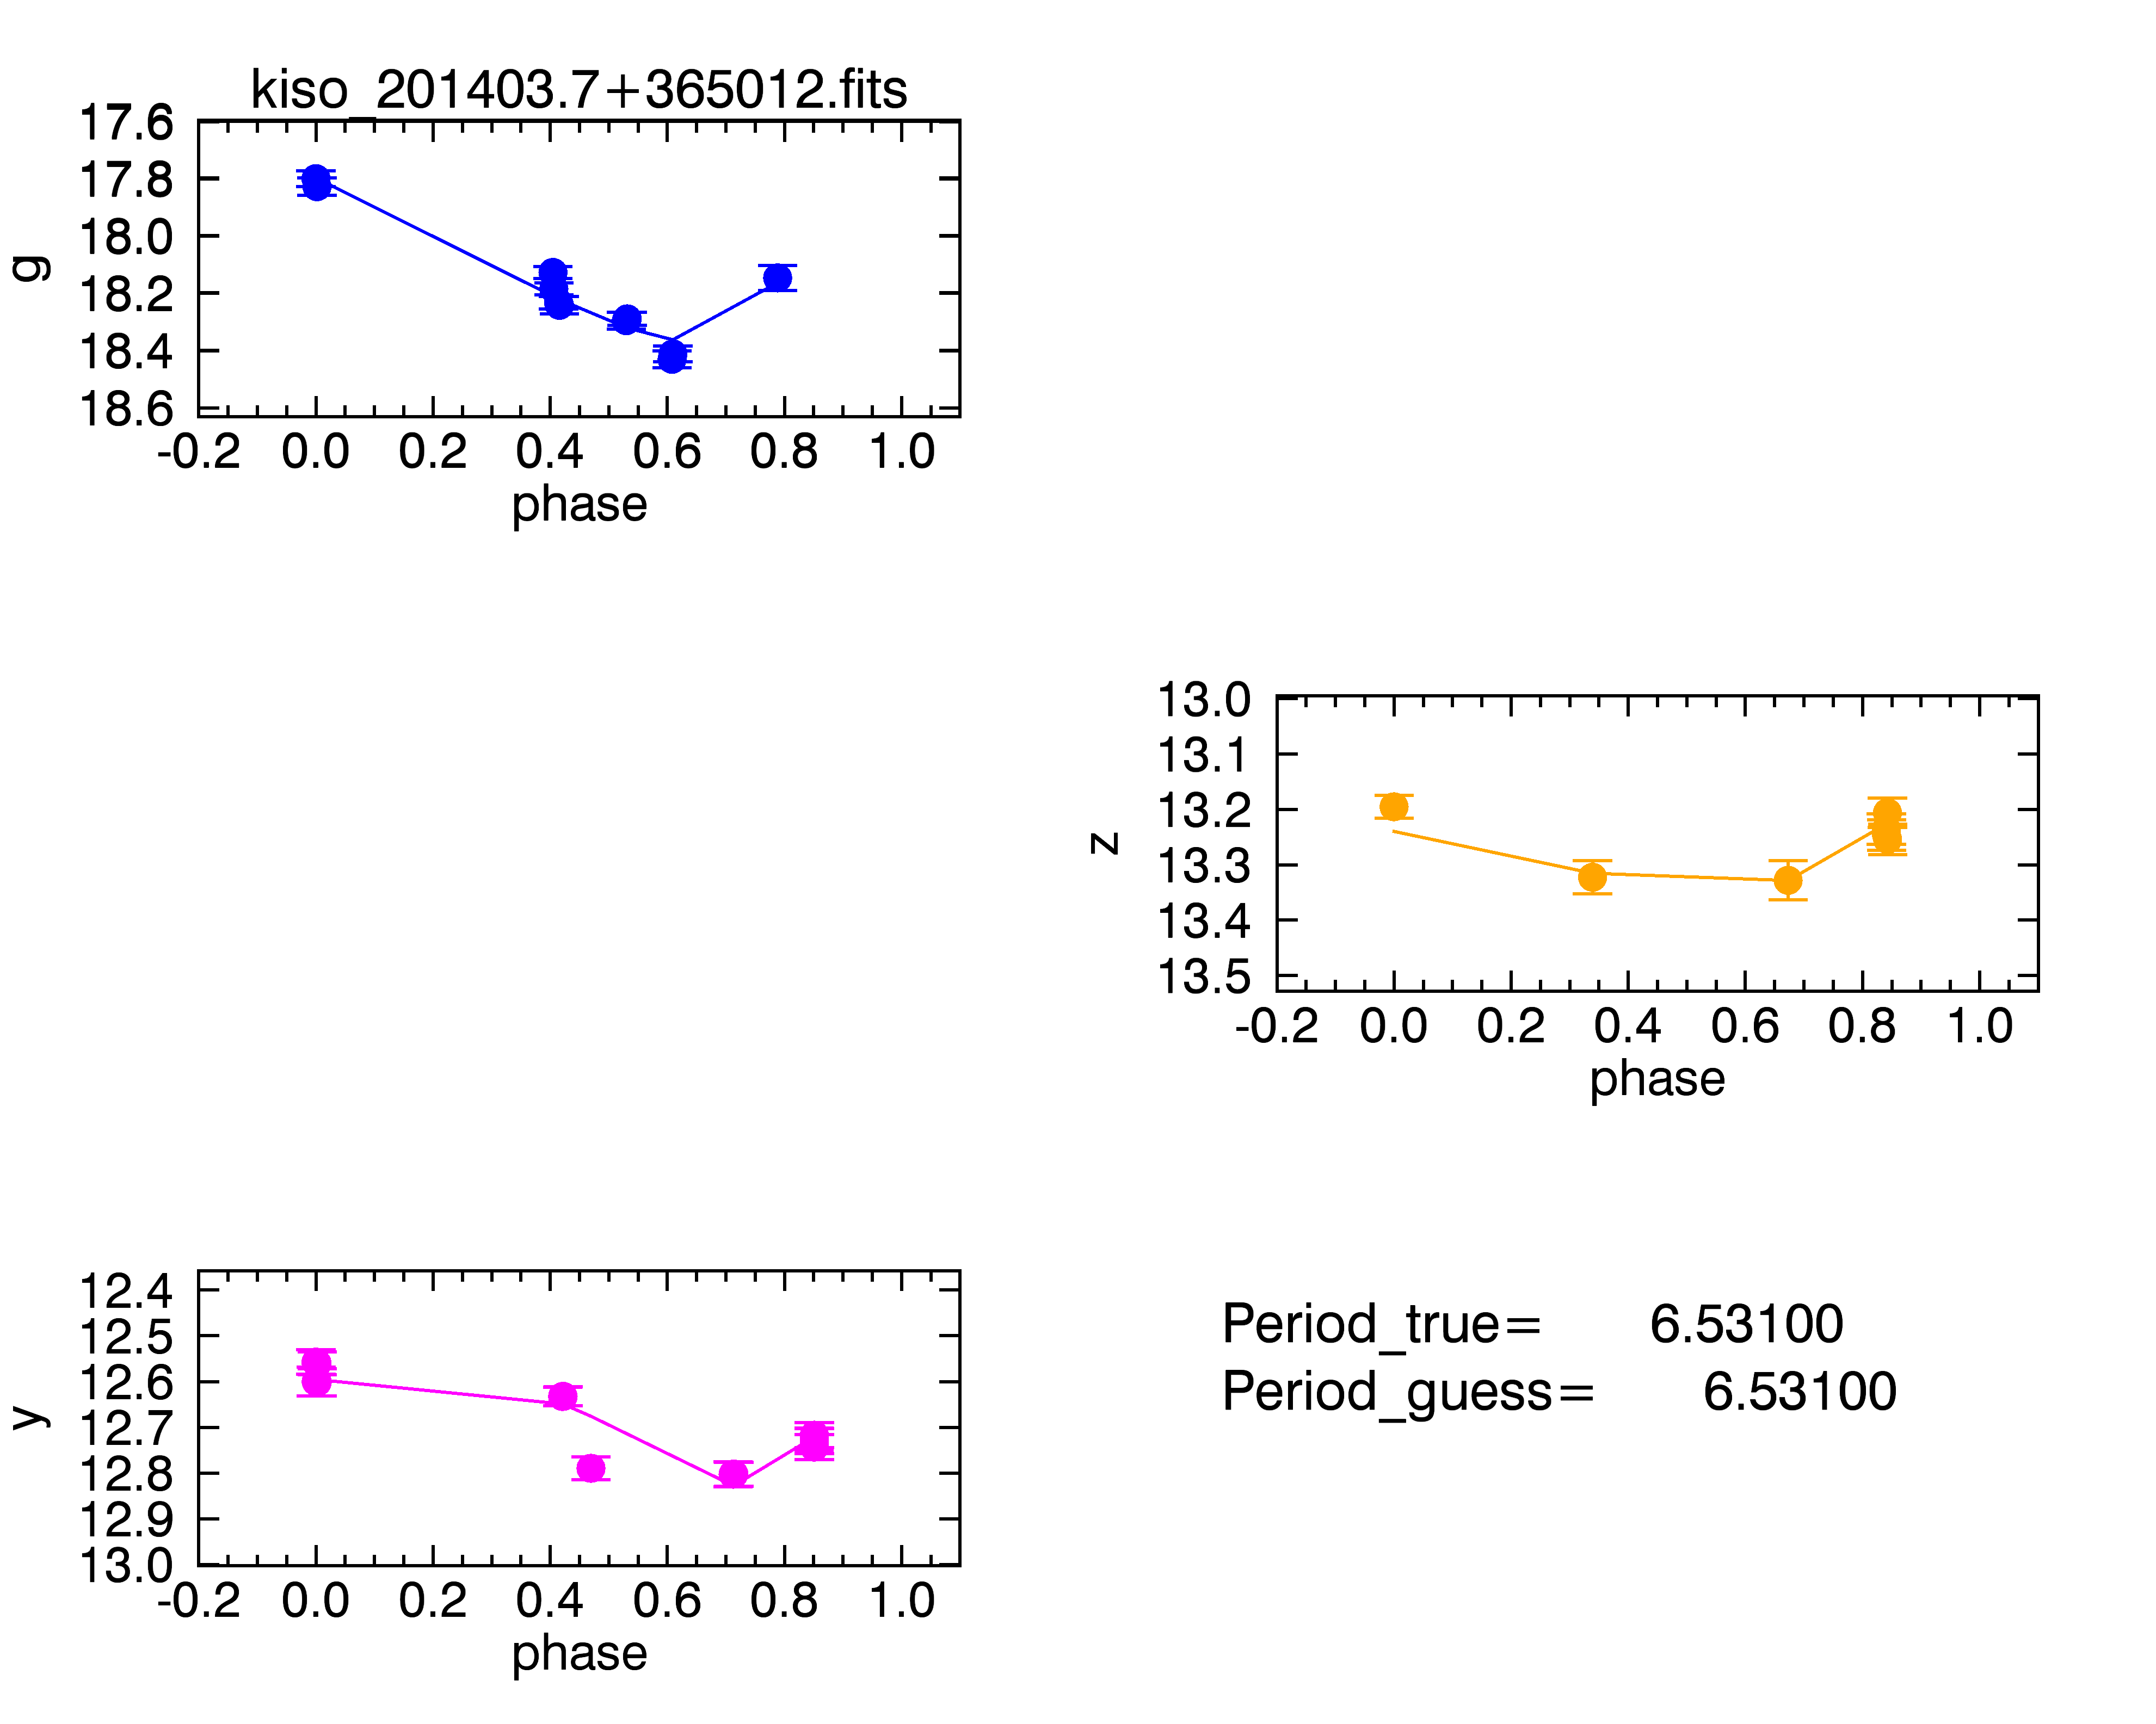 kiso_201403.7+365012.fits
17.6
17.8
18.0
18.2
18.4
18.6
g
-0.2 0.0 0.2 0.4 0.6 0.8 1.0
phase
13.0
13.1
13.2
13.3
13.4
13.5
z
-0.2 0.0 0.2 0.4 0.6 0.8 1.0
phase
12.4
12.5
12.6
12.7
12.8
12.9
13.0
y
-0.2 0.0 0.2 0.4 0.6 0.8 1.0
phase
Period_true= 6.53100
Period_guess= 6.53100